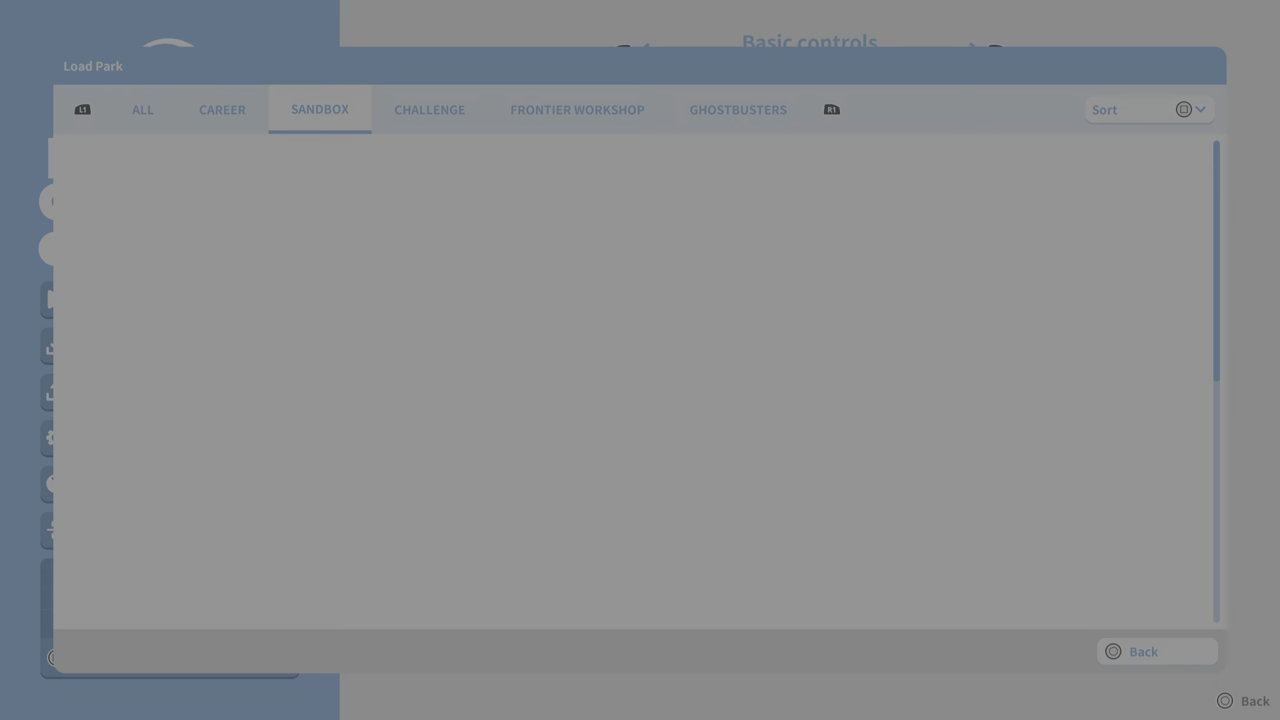 Basic controls
Load Park
L1 ALL CAREER SANDBOX CHALLENGE FRONTIER WORKSHOP GHOSTBUSTERS R1 Sort
Back
Back